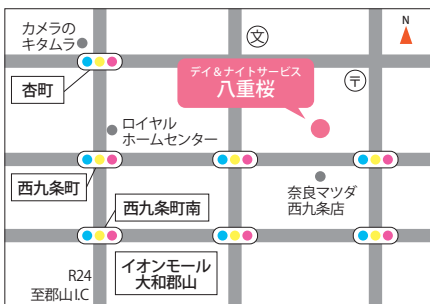 カメラの
キタムラ
文
N
デイ&ナイトサービス
八重桜
〒
杏町
ロイヤル
ホームセンター
西九条町
西九条町南
奈良マツダ
西九条店
イオンモール
大和郡山
R24
至郡山I.C